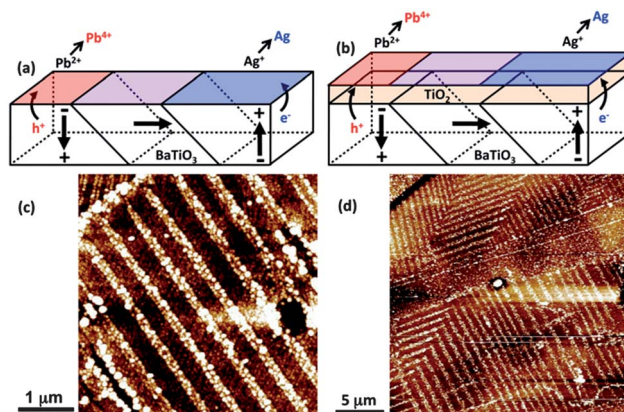 Pb⁴⁺
Pb²⁺
Ag
Ag⁺
(a)
h⁺
-
+
+
-
e⁻
BaTiO₃
Pb⁴⁺
Pb²⁺
Ag
Ag⁺
(b)
TiO₂
h⁺
-
+
+
-
e⁻
BaTiO₃
(c)
1 μm
(d)
5 μm